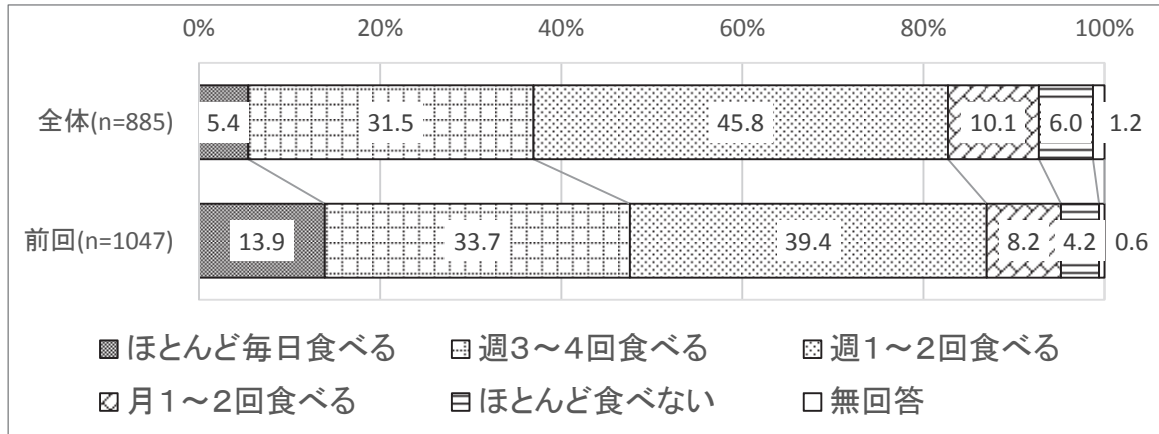 0% 20% 40% 60% 80% 100%
全体(n=885) 5.4 31.5 45.8 10.1 6.0 1.2
前回(n=1047) 13.9 33.7 39.4 8.2 4.2 0.6
ほとんど毎日食べる 週3～4回食べる 週1～2回食べる
月1～2回食べる ほとんど食べない 無回答